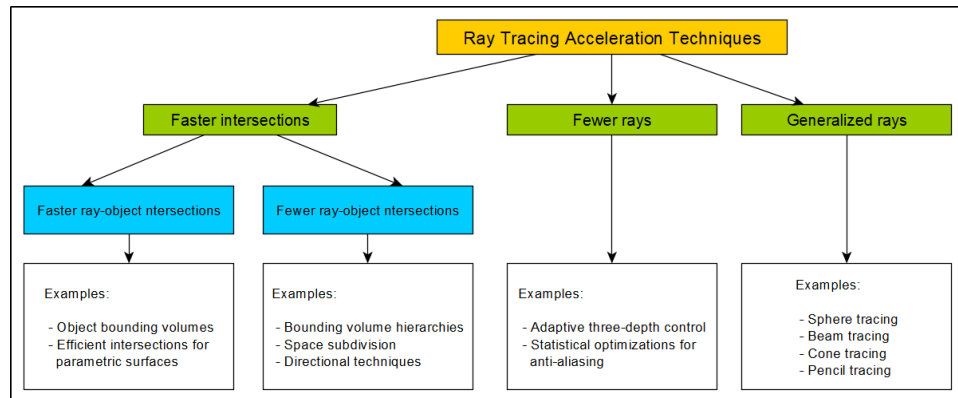 Ray Tracing Acceleration Techniques
Faster intersections
Fewer rays
Generalized rays
Faster ray-object ntersections
Fewer ray-object ntersections
Examples:
- Object bounding volumes
- Efficient intersections for
parametric surfaces
Examples:
- Bounding volume hierarchies
- Space subdivision
- Directional techniques
Examples:
- Adaptive three-depth control
- Statistical optimizations for
anti-aliasing
Examples:
- Sphere tracing
- Beam tracing
- Cone tracing
- Pencil tracing